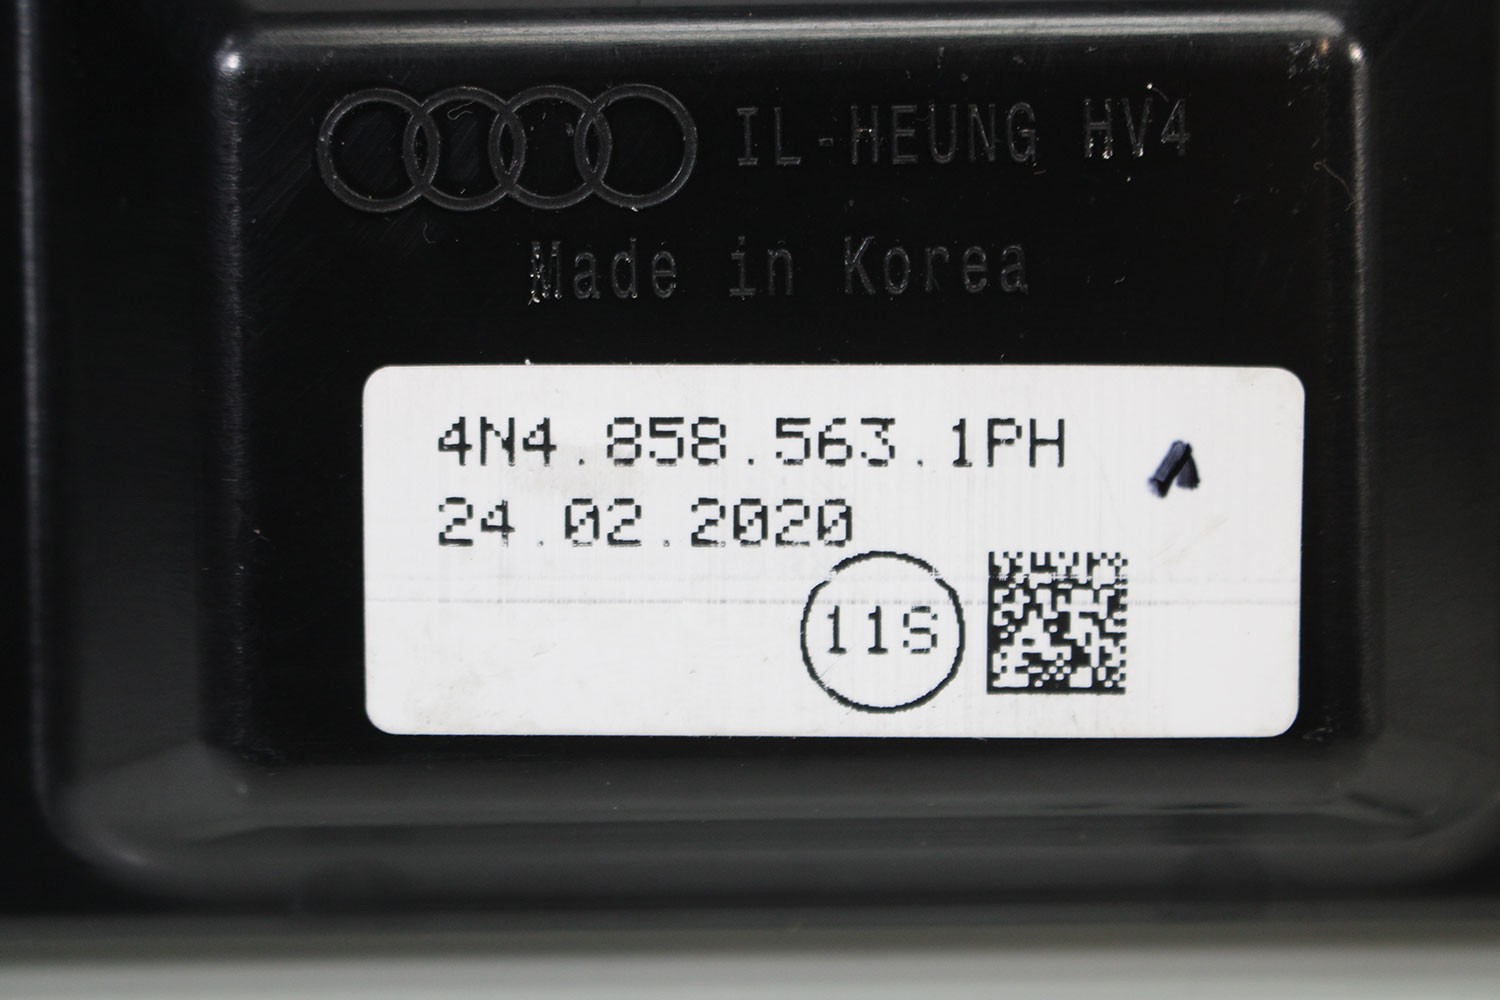 IL-HEUNG HV4
Made in Korea
4N4.858.563.1PH
24.02.2020
11S